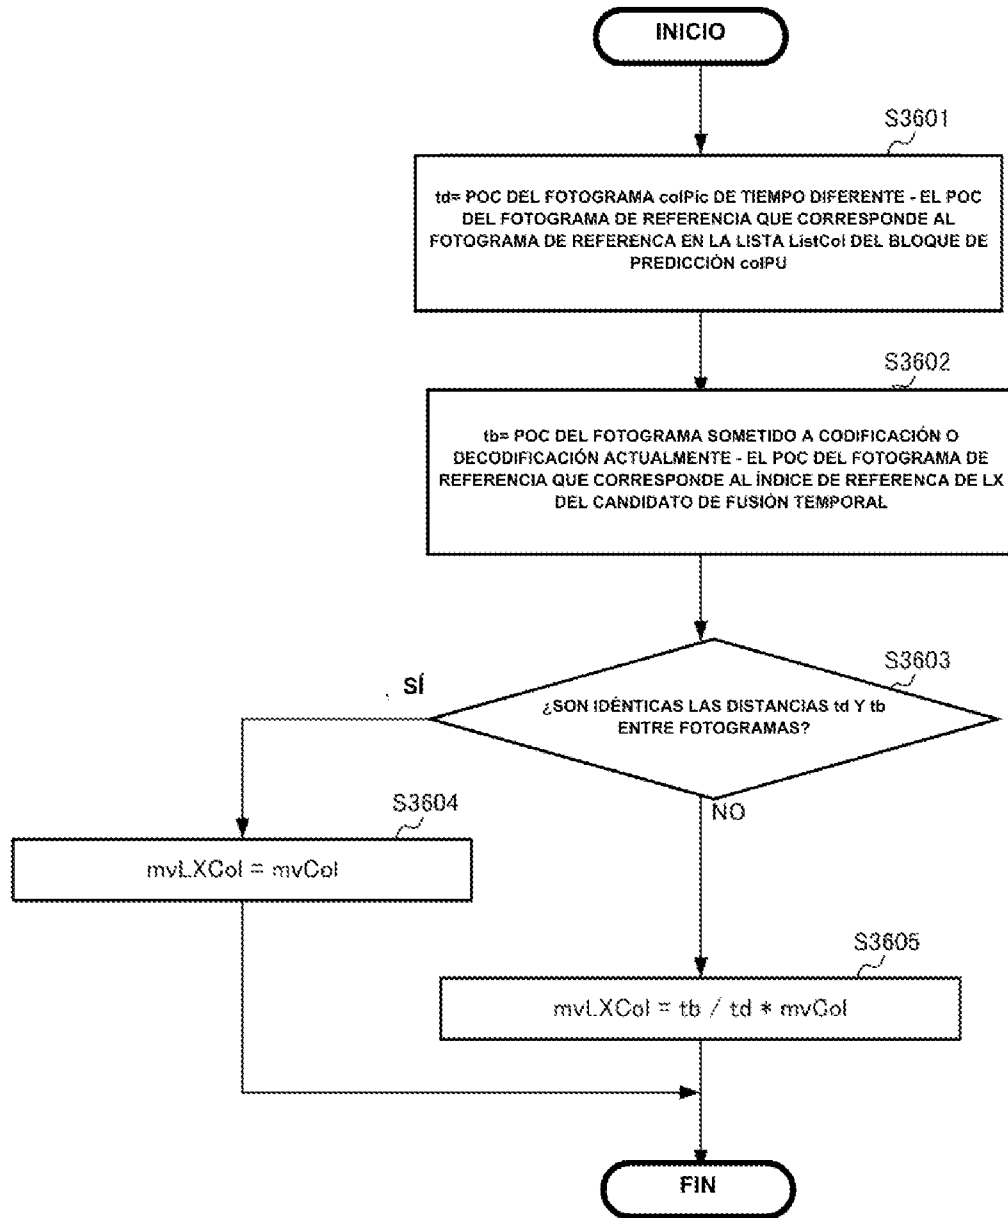 INICIO
S3601
td= POC DEL FOTOGRAMA colPic DE TIEMPO DIFERENTE - EL POC
DEL FOTOGRAMA DE REFERENCIA QUE CORRESPONDE AL
FOTOGRAMA DE REFERENCA EN LA LISTA ListCol DEL BLOQUE DE
PREDICCIÓN colPU
S3602
tb= POC DEL FOTOGRAMA SOMETIDO A CODIFICACIÓN O
DECODIFICACIÓN ACTUALMENTE - EL POC DEL FOTOGRAMA DE
REFERENCIA QUE CORRESPONDE AL ÍNDICE DE REFERENCA DE LX
DEL CANDIDATO DE FUSIÓN TEMPORAL
S3603
SÍ
¿SON IDÉNTICAS LAS DISTANCIAS td Y tb
ENTRE FOTOGRAMAS?
NO
S3604
mvLXCol = mvCol
S3605
mvLXCol = tb / td * mvCol
FIN